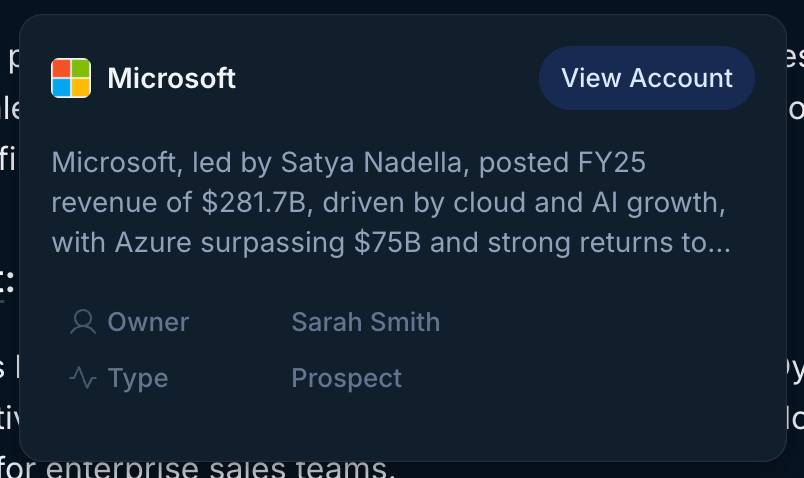 Microsoft
View Account
Microsoft, led by Satya Nadella, posted FY25
revenue of $281.7B, driven by cloud and AI growth,
with Azure surpassing $75B and strong returns to...
Owner Sarah Smith
Type Prospect
for enterprise sales teams.